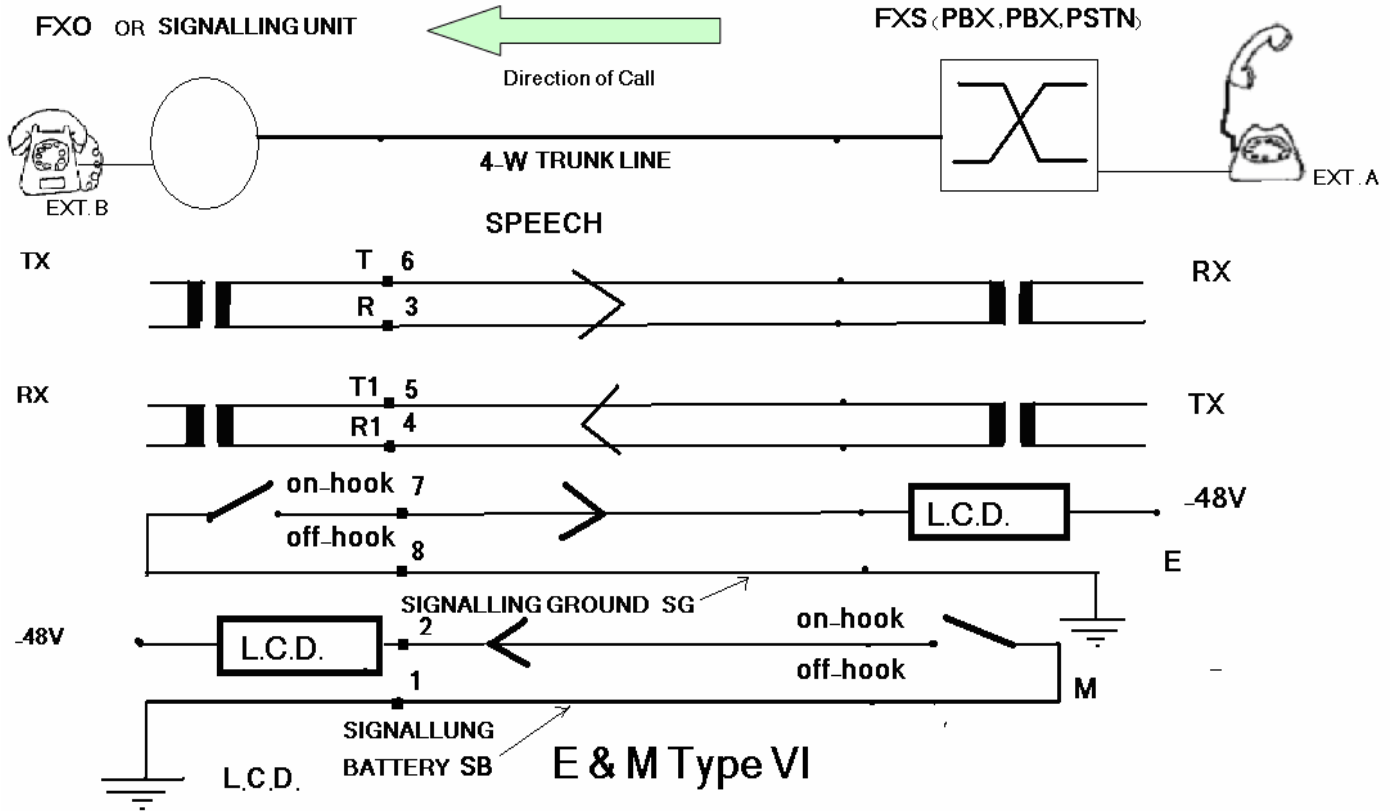 FXO OR SIGNALLING UNIT
FXS (PBX,PBX,PSTN)
Direction of Call
4-W TRUNK LINE
EXT. B
EXT. A
SPEECH
TX
T 6
RX
R 3
RX
T1 5
TX
R1 4
on-hook 7
-48V
L.C.D.
off-hook
8
E
SIGNALLING GROUND SG
-48V
L.C.D.
2
on-hook
off-hook
1
M
SIGNALLUNG
BATTERY SB
E & M Type VI
L.C.D.